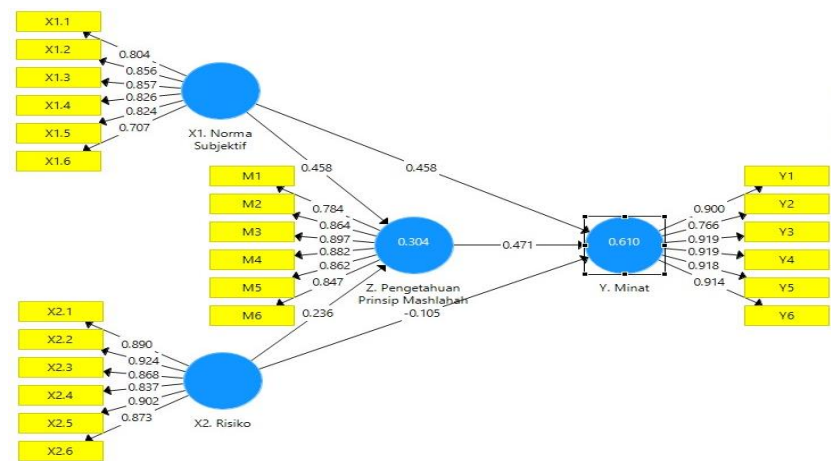 X1.1
X1.2
X1.3
X1.4
X1.5
X1.6
0.804
0.856
0.857
0.826
0.824
0.707
X1. Norma
Subjektif
0.458
0.458
M1
M2
M3
M4
M5
M6
0.784
0.864
0.897
0.882
0.862
0.847
0.304
Z. Pengetahuan
Prinsip Mashlahah
0.471
0.236
-0.105
0.610
Y. Minat
0.900
0.766
0.919
0.919
0.918
0.914
Y1
Y2
Y3
Y4
Y5
Y6
X2.1
X2.2
X2.3
X2.4
X2.5
X2.6
0.890
0.924
0.868
0.837
0.902
0.873
X2. Risiko